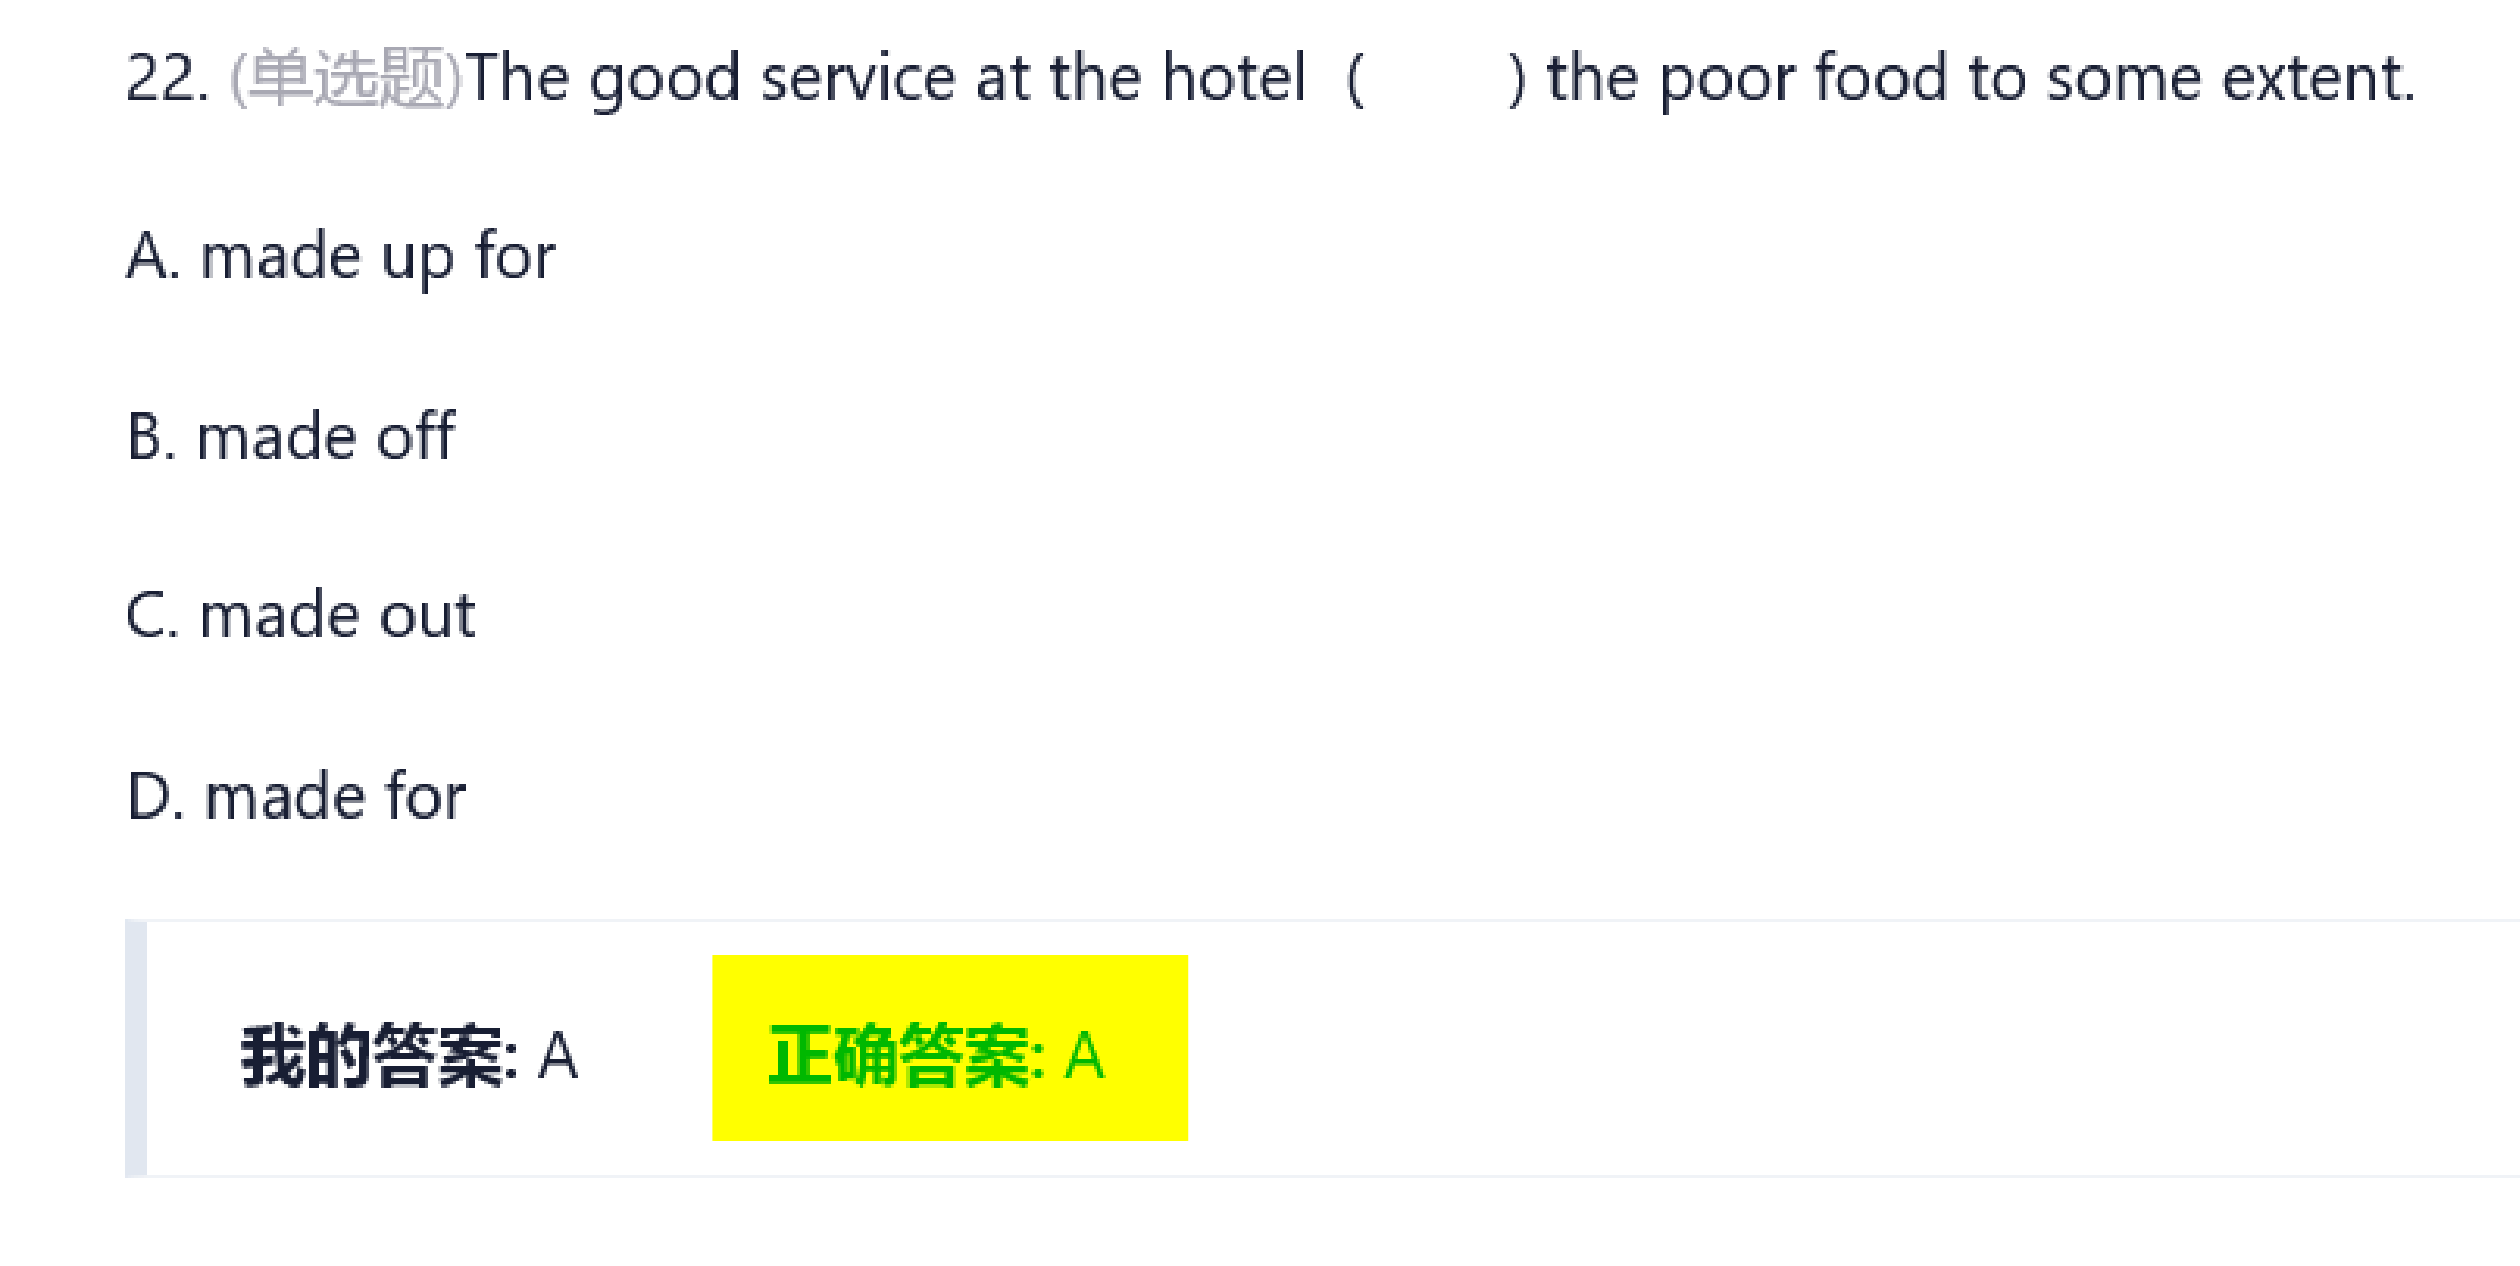 22. (单选题)The good service at the hotel (        ) the poor food to some extent.
A. made up for
B. made off
C. made out
D. made for
我的答案: A 正确答案: A